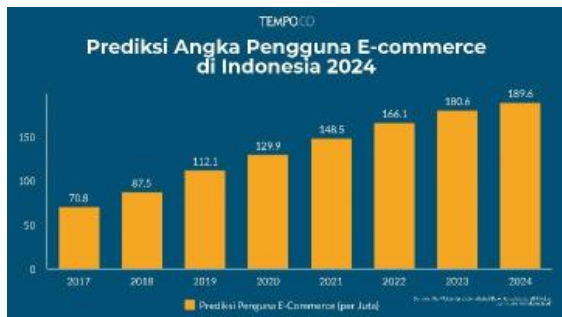 TEMPO.CO
Prediksi Angka Pengguna E-commerce
di Indonesia 2024
189.6
180.6
166.1
148.5
129.9
112.1
87.5
70.8
150
100
50
0
2017 2018 2019 2020 2021 2022 2023 2024
Prediksi Penguna E-Commerce (per Juta)